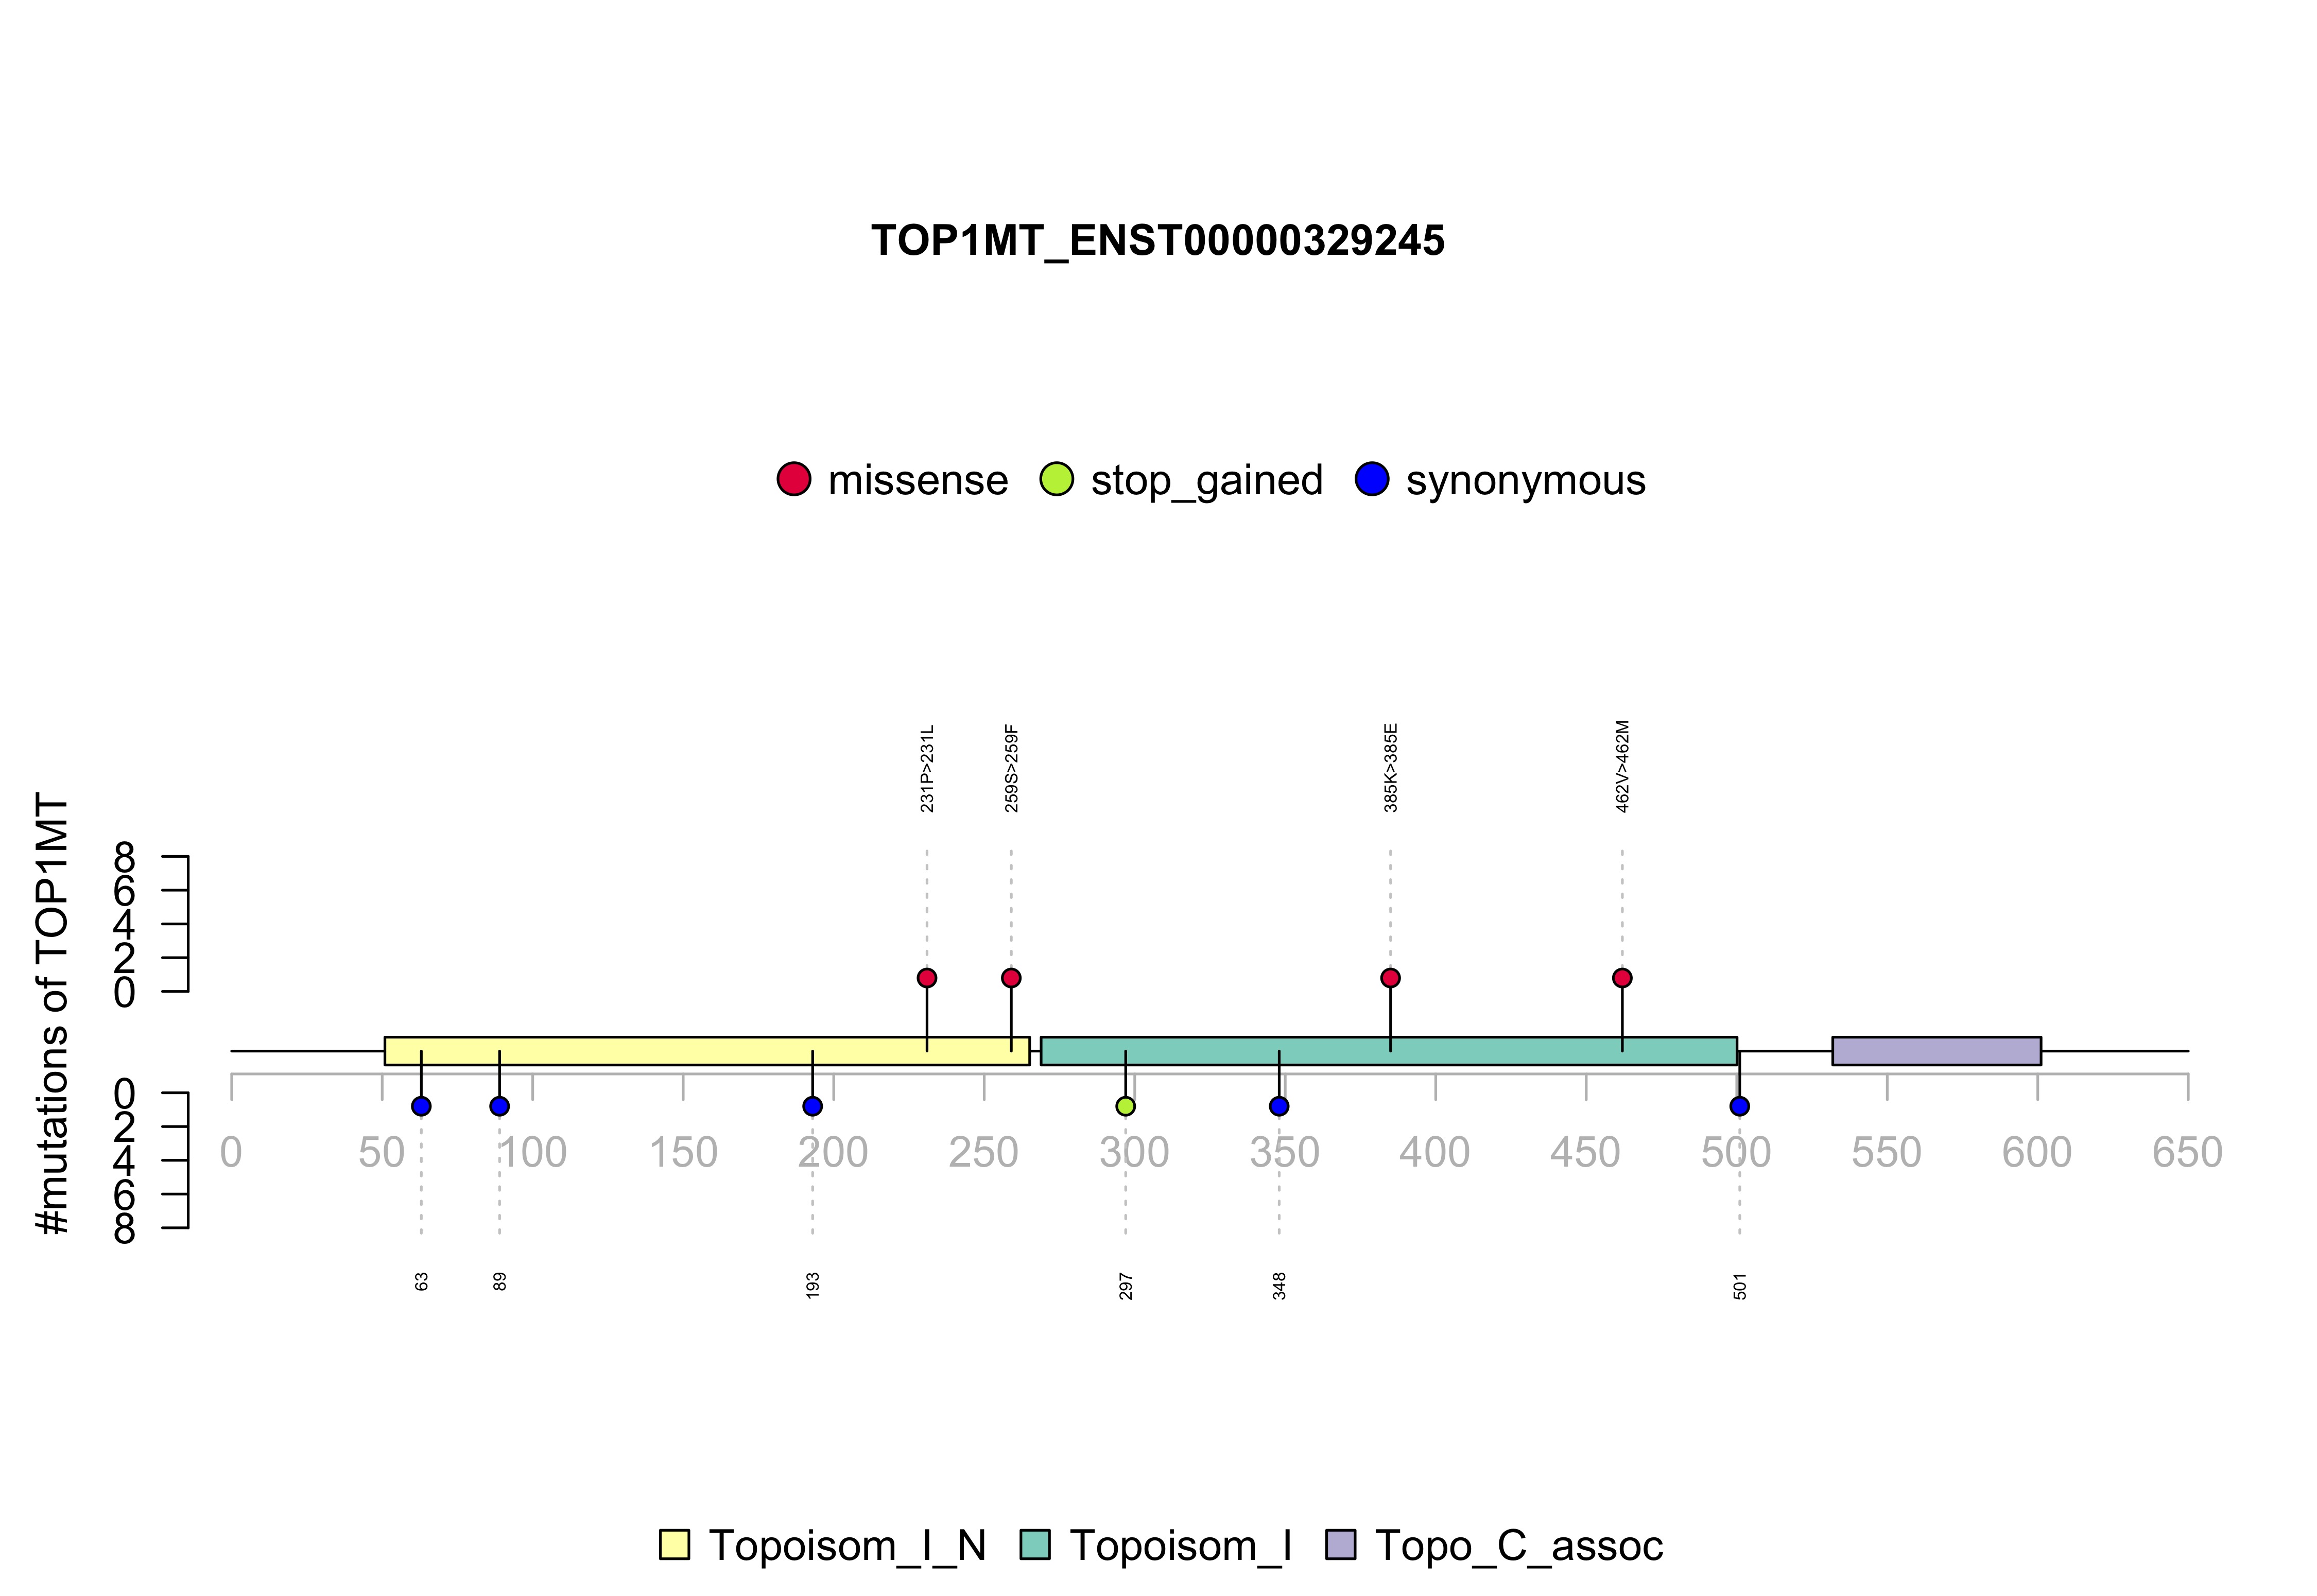 TOP1MT_ENST00000329245
missense stop_gained synonymous
231P>231L 259S>259F 385K>385E 462V>462M
#mutations of TOP1MT
8
6
4
2
0
0
2
4
6
8
0 50 100 150 200 250 300 350 400 450 500 550 600 650
63 89 193 297 348 501
Topoisom_I_N Topoisom_I Topo_C_assoc